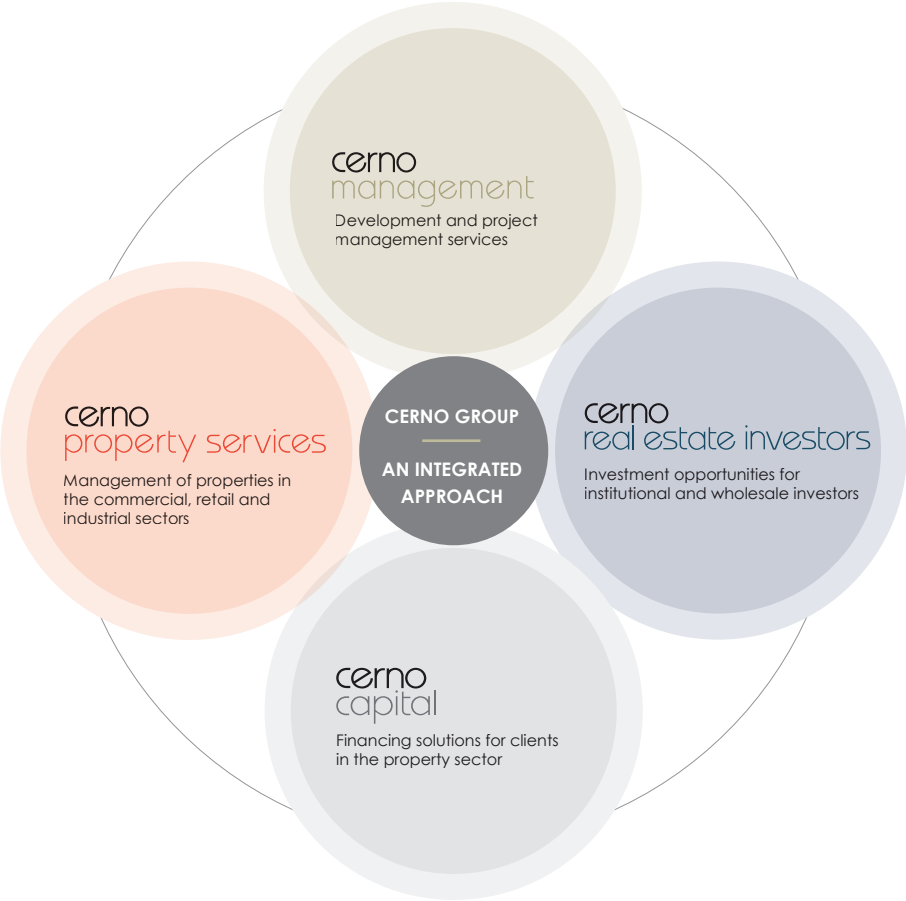 cerno
management
Development and project
management services
cerno
property services
Management of properties in
the commercial, retail and
industrial sectors
CERNO GROUP
AN INTEGRATED
APPROACH
cerno
real estate investors
Investment opportunities for
institutional and wholesale investors
cerno
capital
Financing solutions for clients
in the property sector